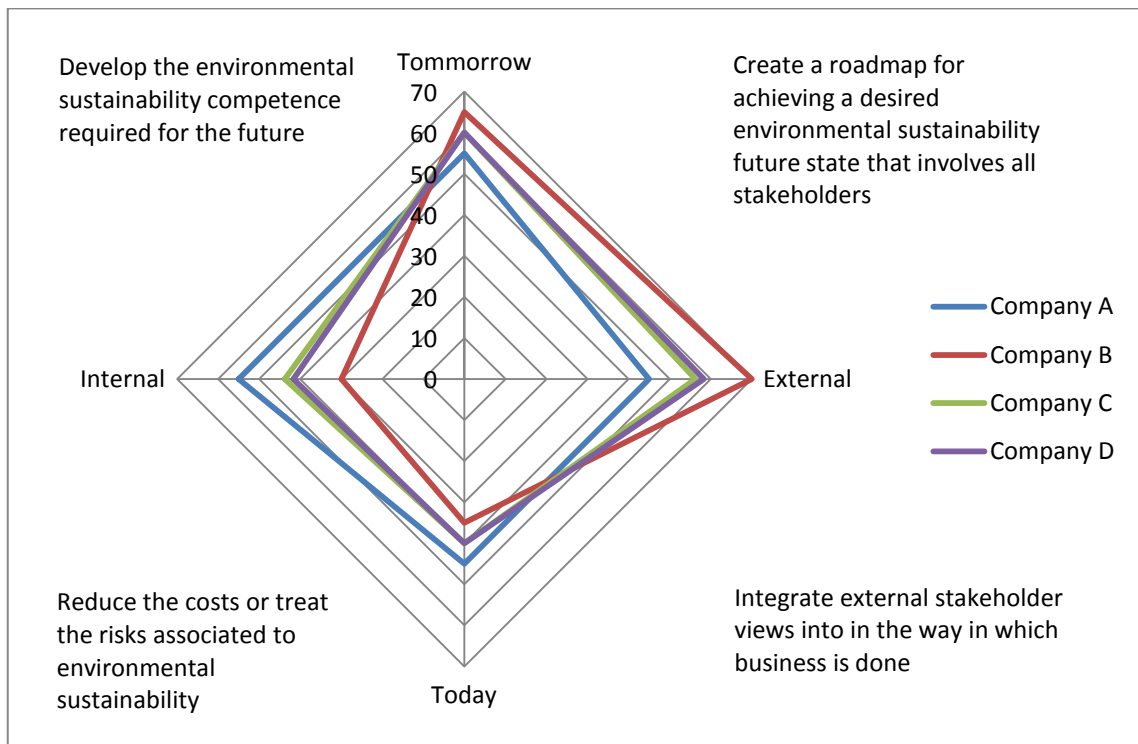 Develop the environmental
sustainability competence
required for the future
Tommorrow
Create a roadmap for
achieving a desired
environmental sustainability
future state that involves all
stakeholders
70
60
50
40
30
20
10
0
Internal
External
Company A
Company B
Company C
Company D
Reduce the costs or treat
the risks associated to
environmental
sustainability
Today
Integrate external stakeholder
views into in the way in which
business is done